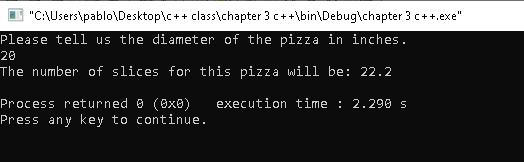 "C:\Users\pablo\Desktop\c++ class\chapter 3 c++\bin\Debug\chapter 3 c++.exe"
Please tell us the diameter of the pizza in inches.
20
The number of slices for this pizza will be: 22.2
Process returned 0 (0x0)   execution time : 2.290 s
Press any key to continue.